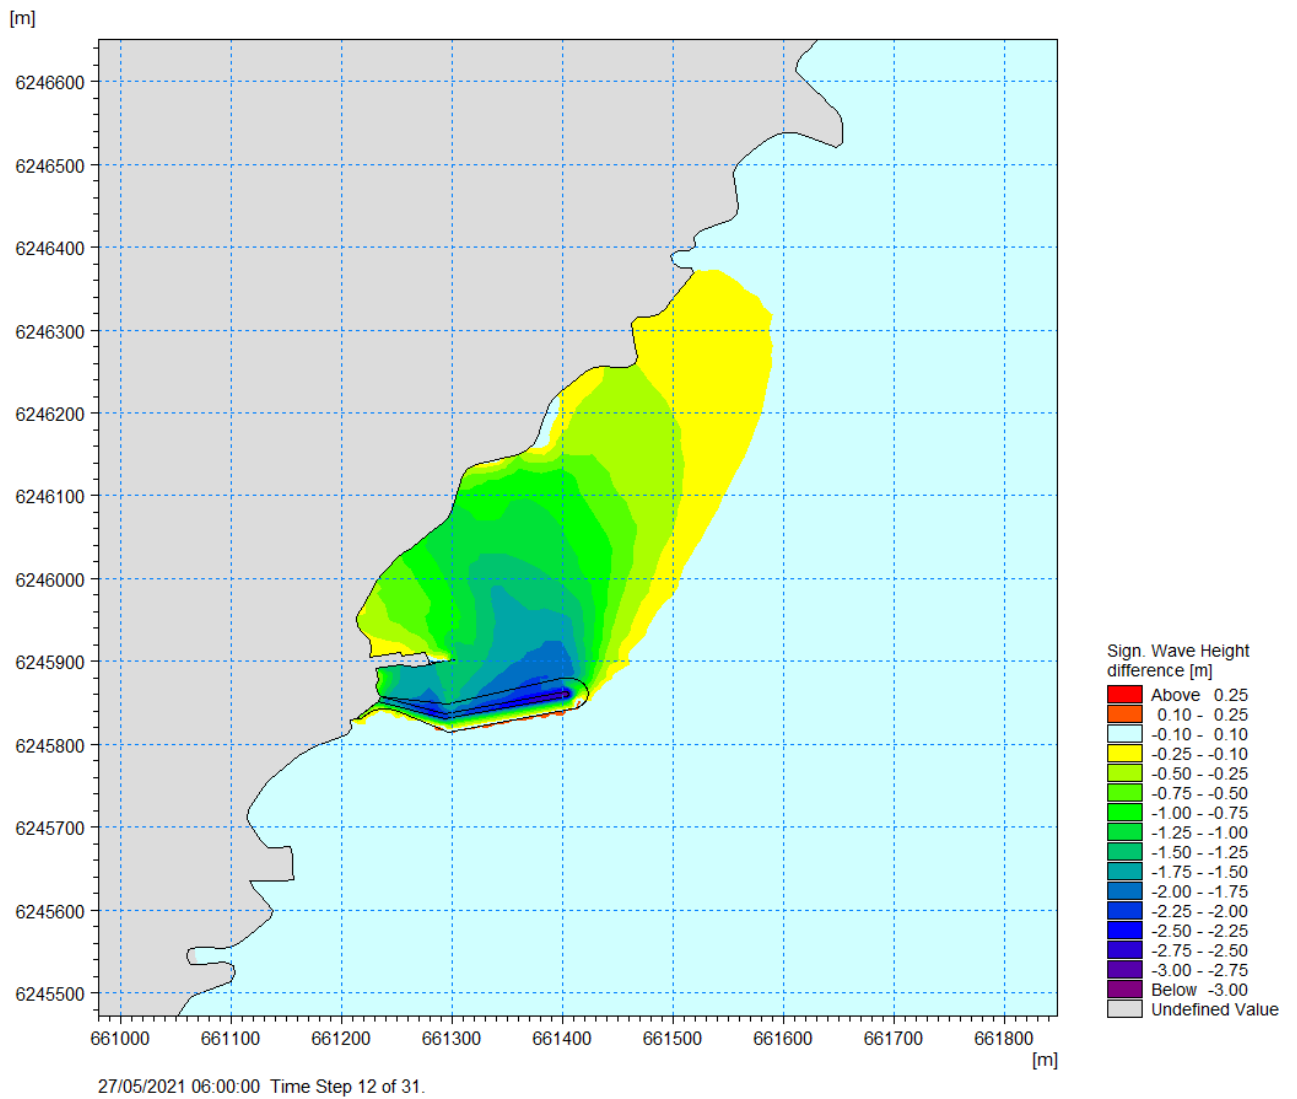 [m]
6246600
6246500
6246400
6246300
6246200
6246100
6246000
6245900
6245800
6245700
6245600
6245500
661000 661100 661200 661300 661400 661500 661600 661700 661800
[m]
Sign. Wave Height
difference [m]
Above 0.25
0.10 - 0.25
-0.10 - 0.10
-0.25 - -0.10
-0.50 - -0.25
-0.75 - -0.50
-1.00 - -0.75
-1.25 - -1.00
-1.50 - -1.25
-1.75 - -1.50
-2.00 - -1.75
-2.25 - -2.00
-2.50 - -2.25
-2.75 - -2.50
-3.00 - -2.75
Below -3.00
Undefined Value
27/05/2021 06:00:00 Time Step 12 of 31.